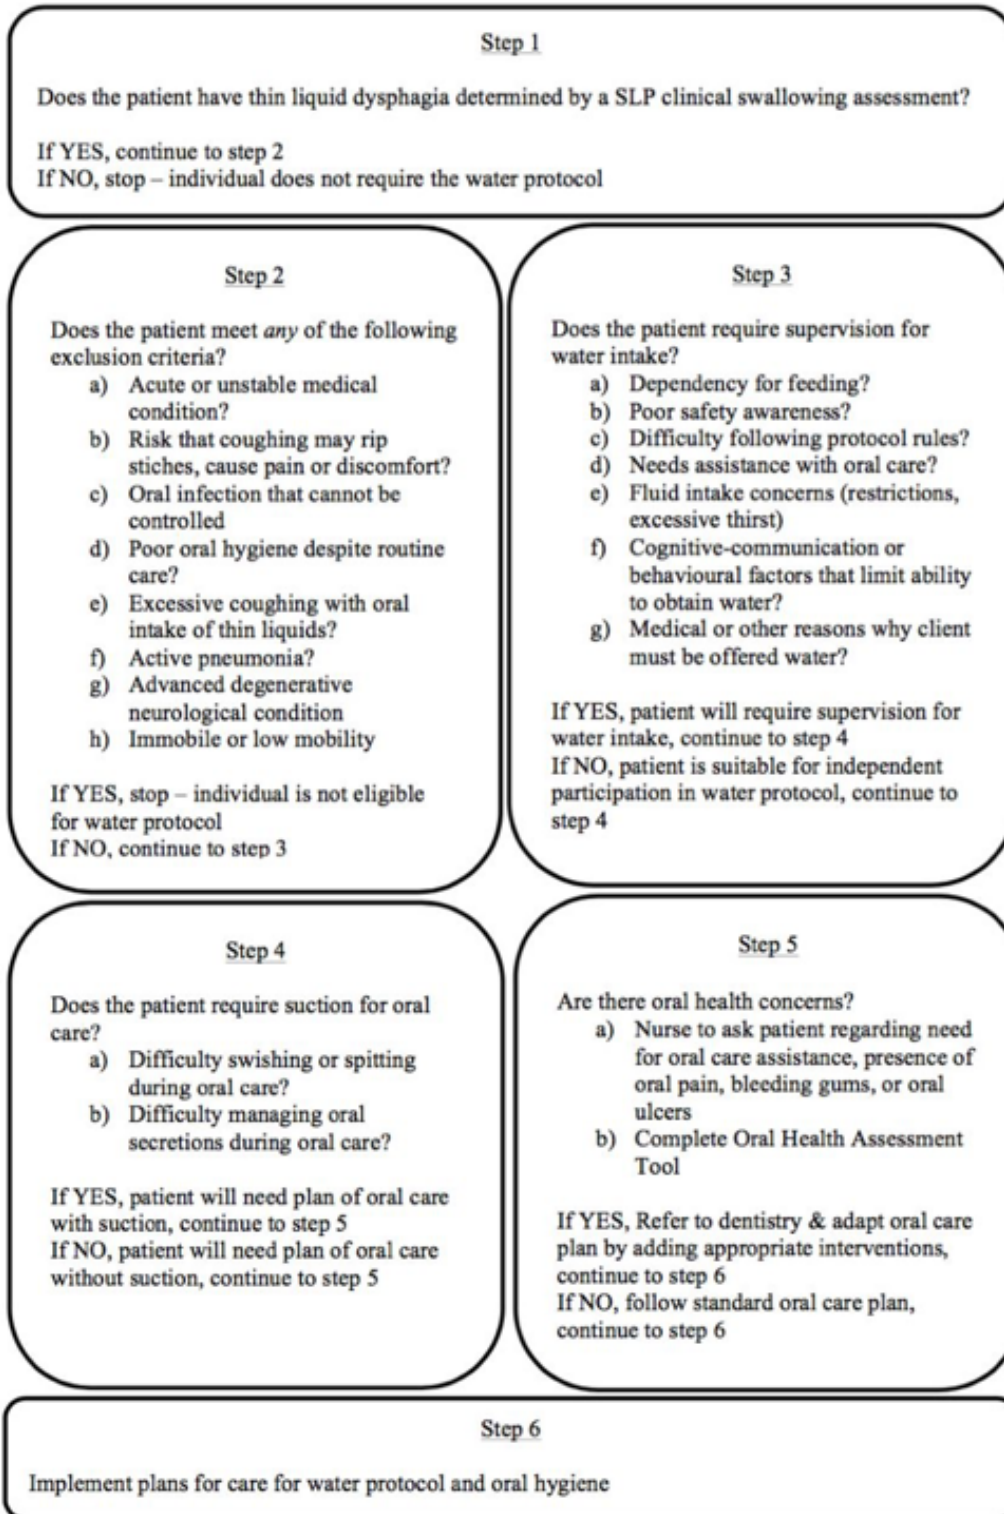 Step 1
Does the patient have thin liquid dysphagia determined by a SLP clinical swallowing assessment?
If YES, continue to step 2
If NO, stop – individual does not require the water protocol
Step 2
Does the patient meet any of the following
exclusion criteria?
a) Acute or unstable medical
condition?
b) Risk that coughing may rip
stiches, cause pain or discomfort?
c) Oral infection that cannot be
controlled
d) Poor oral hygiene despite routine
care?
e) Excessive coughing with oral
intake of thin liquids?
f) Active pneumonia?
g) Advanced degenerative
neurological condition
h) Immobile or low mobility
If YES, stop – individual is not eligible
for water protocol
If NO, continue to step 3
Step 3
Does the patient require supervision for
water intake?
a) Dependency for feeding?
b) Poor safety awareness?
c) Difficulty following protocol rules?
d) Needs assistance with oral care?
e) Fluid intake concerns (restrictions,
excessive thirst)
f) Cognitive-communication or
behavioural factors that limit ability
to obtain water?
g) Medical or other reasons why client
must be offered water?
If YES, patient will require supervision for
water intake, continue to step 4
If NO, patient is suitable for independent
participation in water protocol, continue to
step 4
Step 4
Does the patient require suction for oral
care?
a) Difficulty swishing or spitting
during oral care?
b) Difficulty managing oral
secretions during oral care?
If YES, patient will need plan of oral care
with suction, continue to step 5
If NO, patient will need plan of oral care
without suction, continue to step 5
Step 5
Are there oral health concerns?
a) Nurse to ask patient regarding need
for oral care assistance, presence of
oral pain, bleeding gums, or oral
ulcers
b) Complete Oral Health Assessment
Tool
If YES, Refer to dentistry & adapt oral care
plan by adding appropriate interventions,
continue to step 6
If NO, follow standard oral care plan,
continue to step 6
Step 6
Implement plans for care for water protocol and oral hygiene